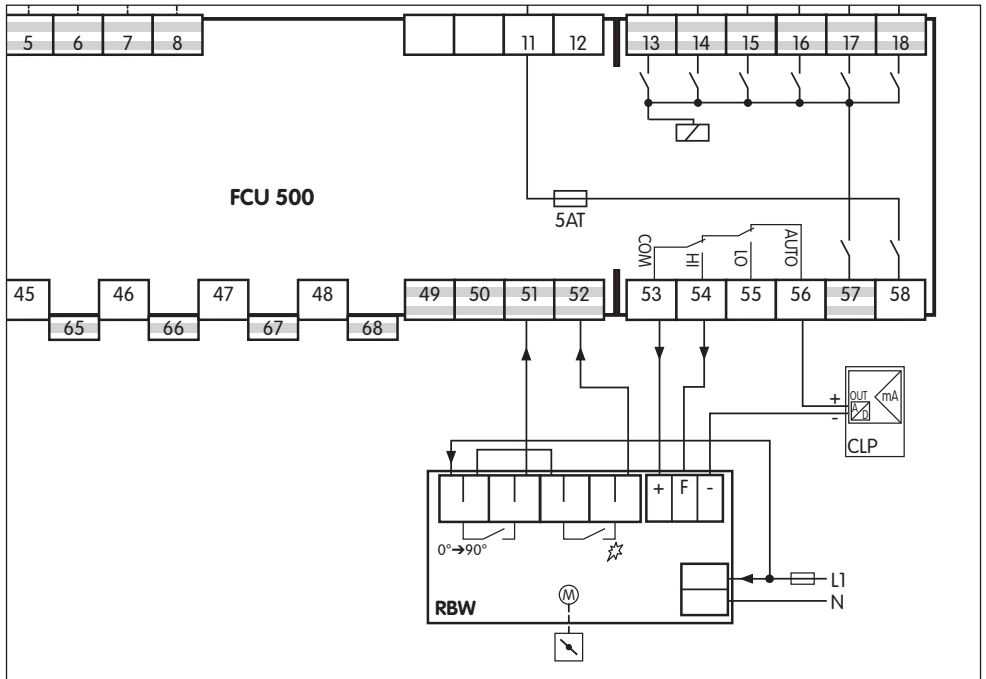 5 6 7 8 11 12 13 14 15 16 17 18
FCU 500
5AT
COM HI LO AUTO
45 46 47 48 49 50 51 52 53 54 55 56 57 58
65 66 67 68
+ OUT mA
- A/D
CLP
+ F -
0°→90°
L1
N
RBW
M